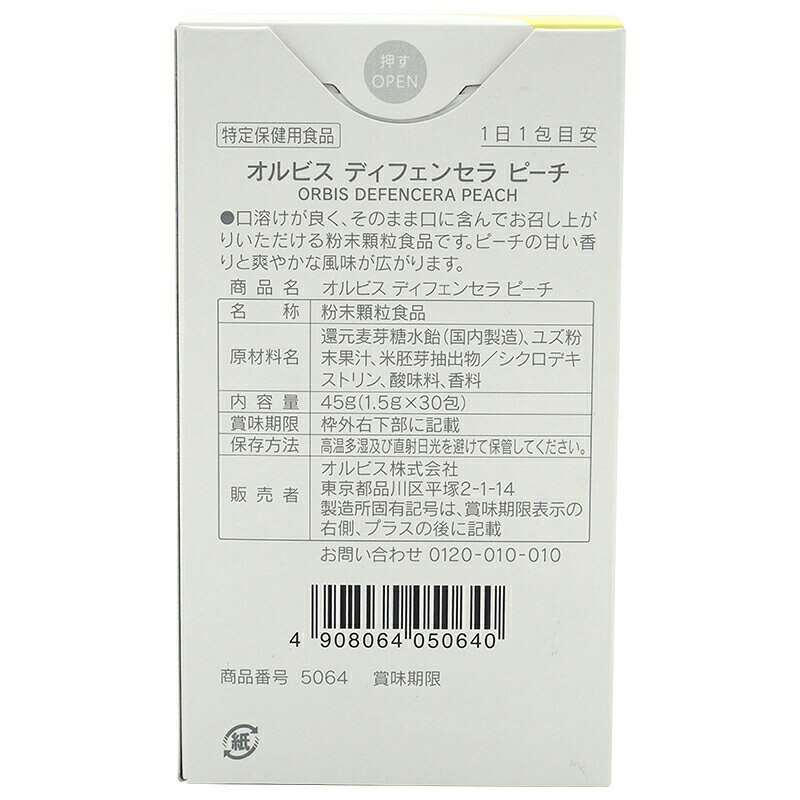 押す
OPEN
特定保健用食品 1日1包目安
オルビス ディフェンセラ ピーチ
ORBIS DEFENCERA PEACH
●口溶けが良く、そのまま口に含んでお召し上が
りいただける粉末顆粒食品です。ピーチの甘い香
りと爽やかな風味が広がります。
商品名 オルビス ディフェンセラ ピーチ
名称 粉末顆粒食品
原材料名 還元麦芽糖水飴(国内製造)、ユズ粉
末果汁、米胚芽抽出物/シクロデキ
ストリン、酸味料、香料
内容量 45g(1.5g×30包)
賞味期限 枠外右下部に記載
保存方法 高温多湿及び直射日光を避けて保管してください。
販売者 オルビス株式会社
東京都品川区平塚2-1-14
製造所固有記号は、賞味期限表示の
右側、プラスの後に記載
お問い合わせ 0120-010-010
4 908064 050640
商品番号 5064 賞味期限
紙